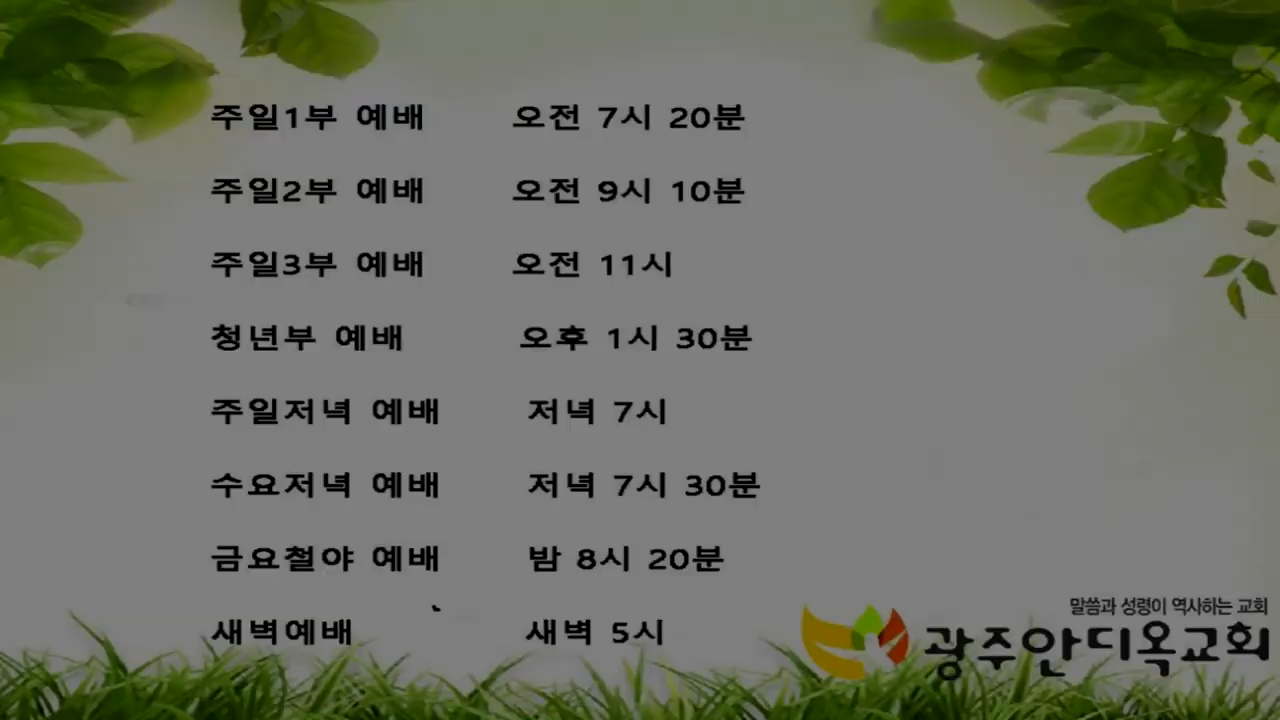 주일1부 예배 오전 7시 20분
주일2부 예배 오전 9시 10분
주일3부 예배 오전 11시
청년부 예배 오후 1시 30분
주일저녁 예배 저녁 7시
수요저녁 예배 저녁 7시 30분
금요철야 예배 밤 8시 20분
새벽예배 새벽 5시
말씀과 성령이 역사하는 교회
광주안디옥교회